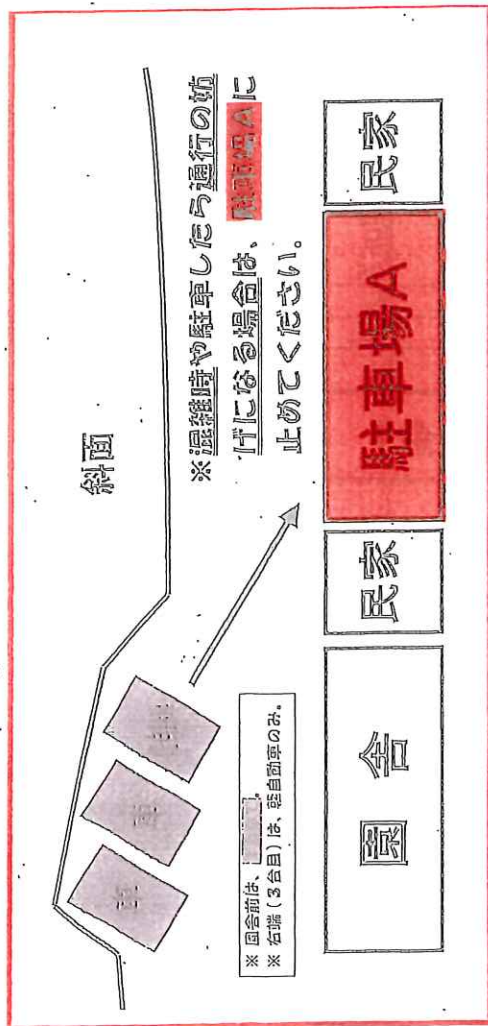 斜面
※混雑時や駐車したら通行の妨
げになる場合は、駐車場Aに
止めてください。
※ 園舎前は、
※ 右端（3台目）は、軽自動車のみ。
園 舎
民家
駐車場A
民家